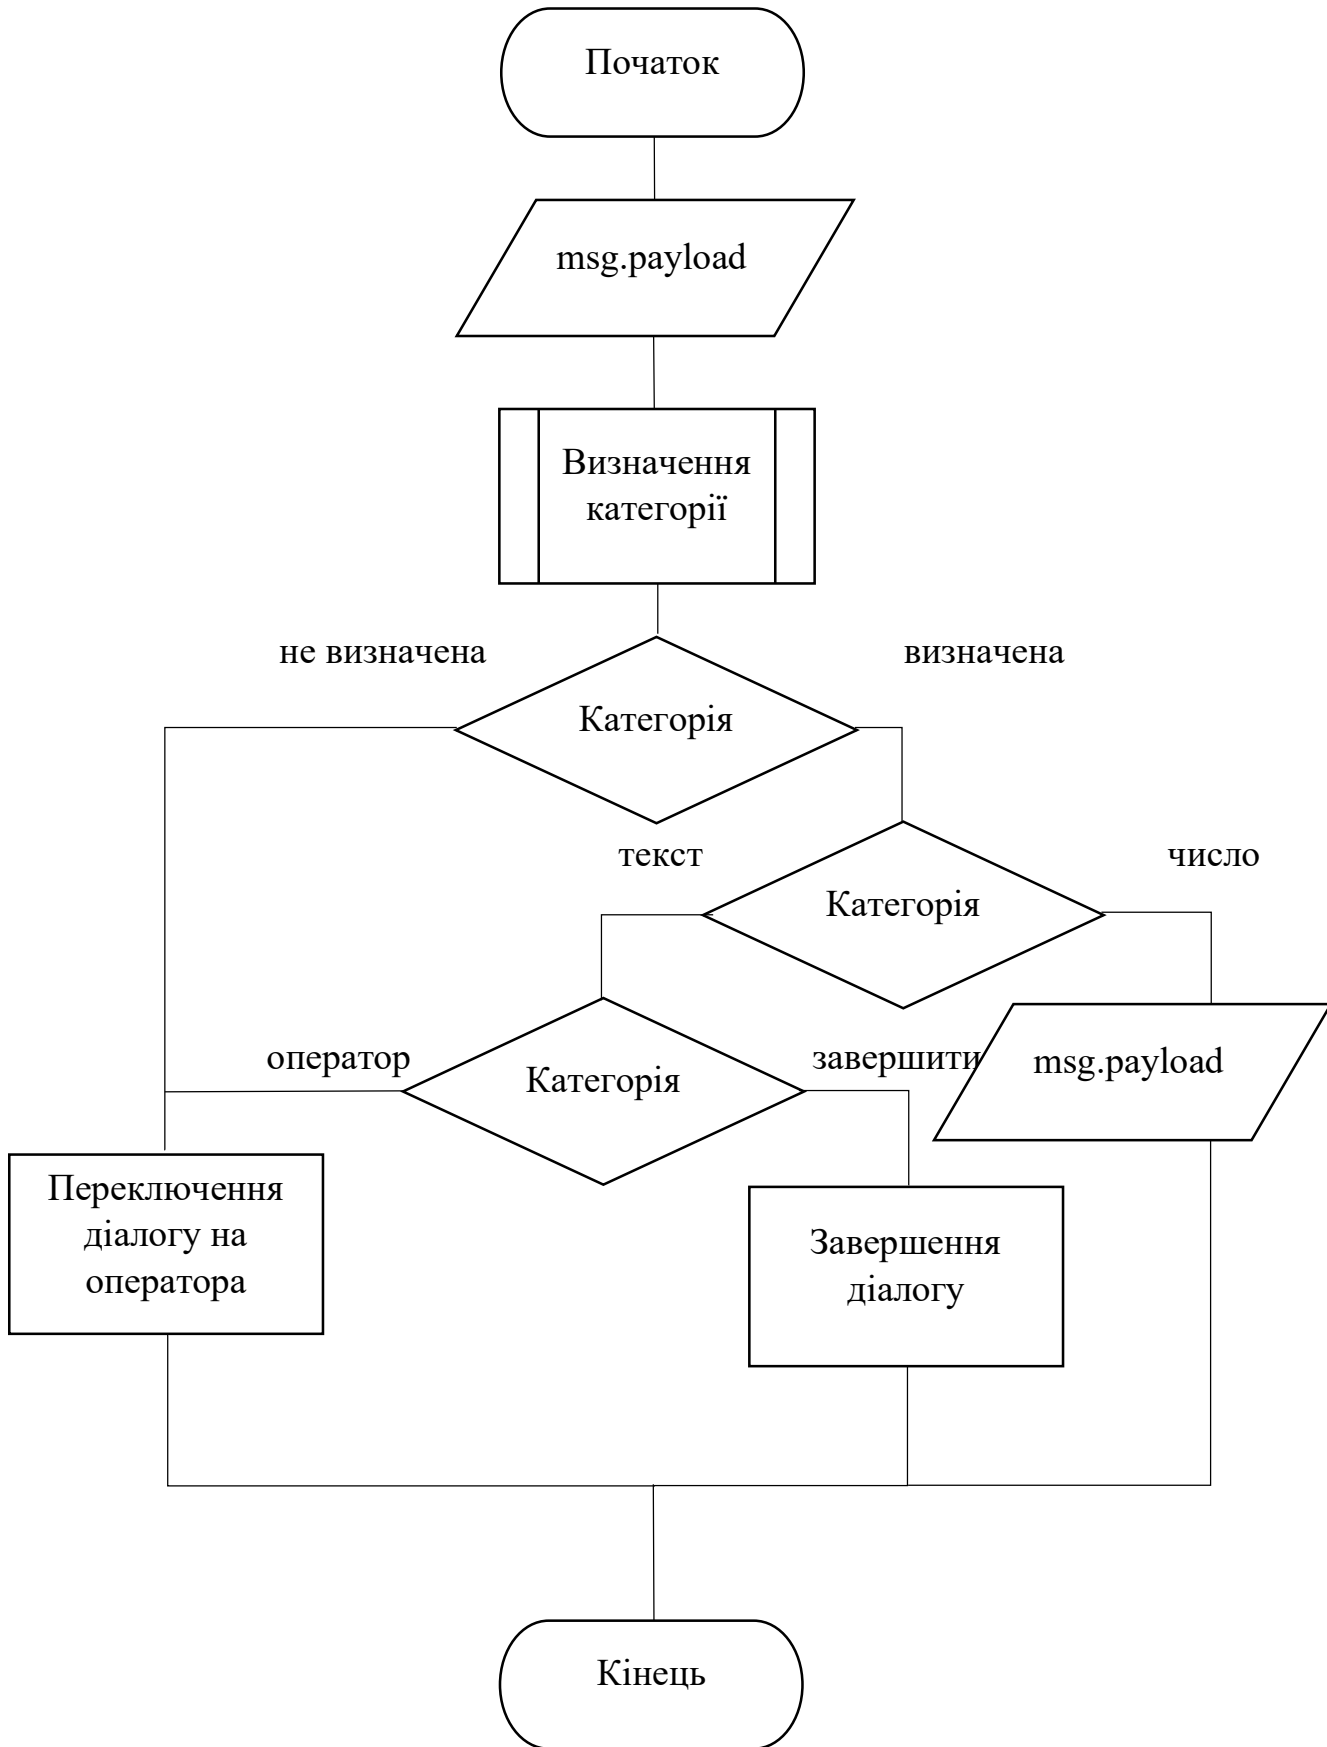 Початок
msg.payload
Визначення
категорії
не визначена
визначена
Категорія
текст
число
Категорія
оператор
завершити
msg.payload
Категорія
Переключення
діалогу на
оператора
Завершення
діалогу
Кінець